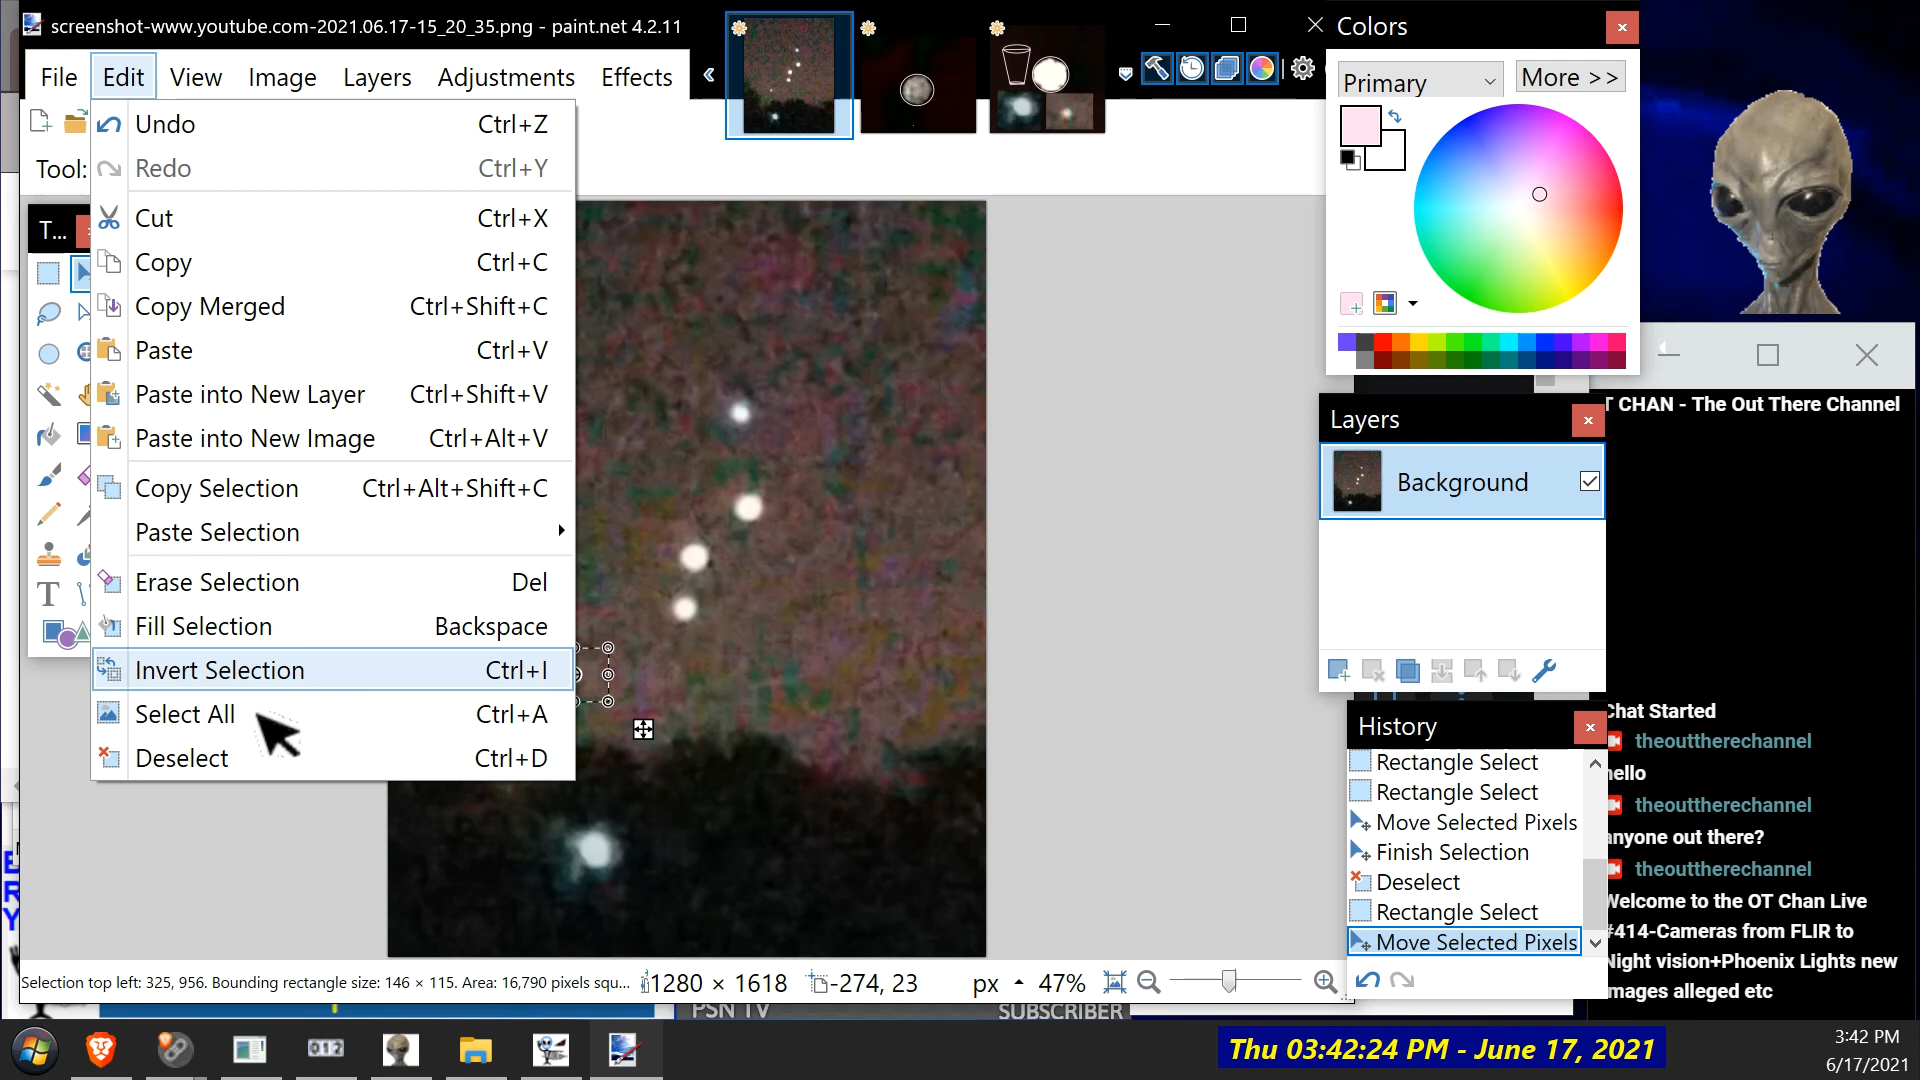 screenshot-www.youtube.com-2021.06.17-15_20_35.png - paint.net 4.2.11
File Edit View Image Layers Adjustments Effects
Tool:
T...
Undo Ctrl+Z
Redo Ctrl+Y
Cut Ctrl+X
Copy Ctrl+C
Copy Merged Ctrl+Shift+C
Paste Ctrl+V
Paste into New Layer Ctrl+Shift+V
Paste into New Image Ctrl+Alt+V
Copy Selection Ctrl+Alt+Shift+C
Paste Selection
Erase Selection Del
Fill Selection Backspace
Invert Selection Ctrl+I
Select All Ctrl+A
Deselect Ctrl+D
Colors
Primary
More >>
Layers
Background
History
Rectangle Select
Rectangle Select
Move Selected Pixels
Finish Selection
Deselect
Rectangle Select
Move Selected Pixels
T CHAN - The Out There Channel
Chat Started
theouttherechannel
hello
theouttherechannel
anyone out there?
theouttherechannel
Welcome to the OT Chan Live
#414-Cameras from FLIR to
Night vision+Phoenix Lights new
images alleged etc
Selection top left: 325, 956. Bounding rectangle size: 146 × 115. Area: 16,790 pixels squ...
1280 × 1618
-274, 23
px
47%
PSN TV
SUBSCRIBER
E
R
Y
012
Thu 03:42:24 PM - June 17, 2021
3:42 PM
6/17/2021